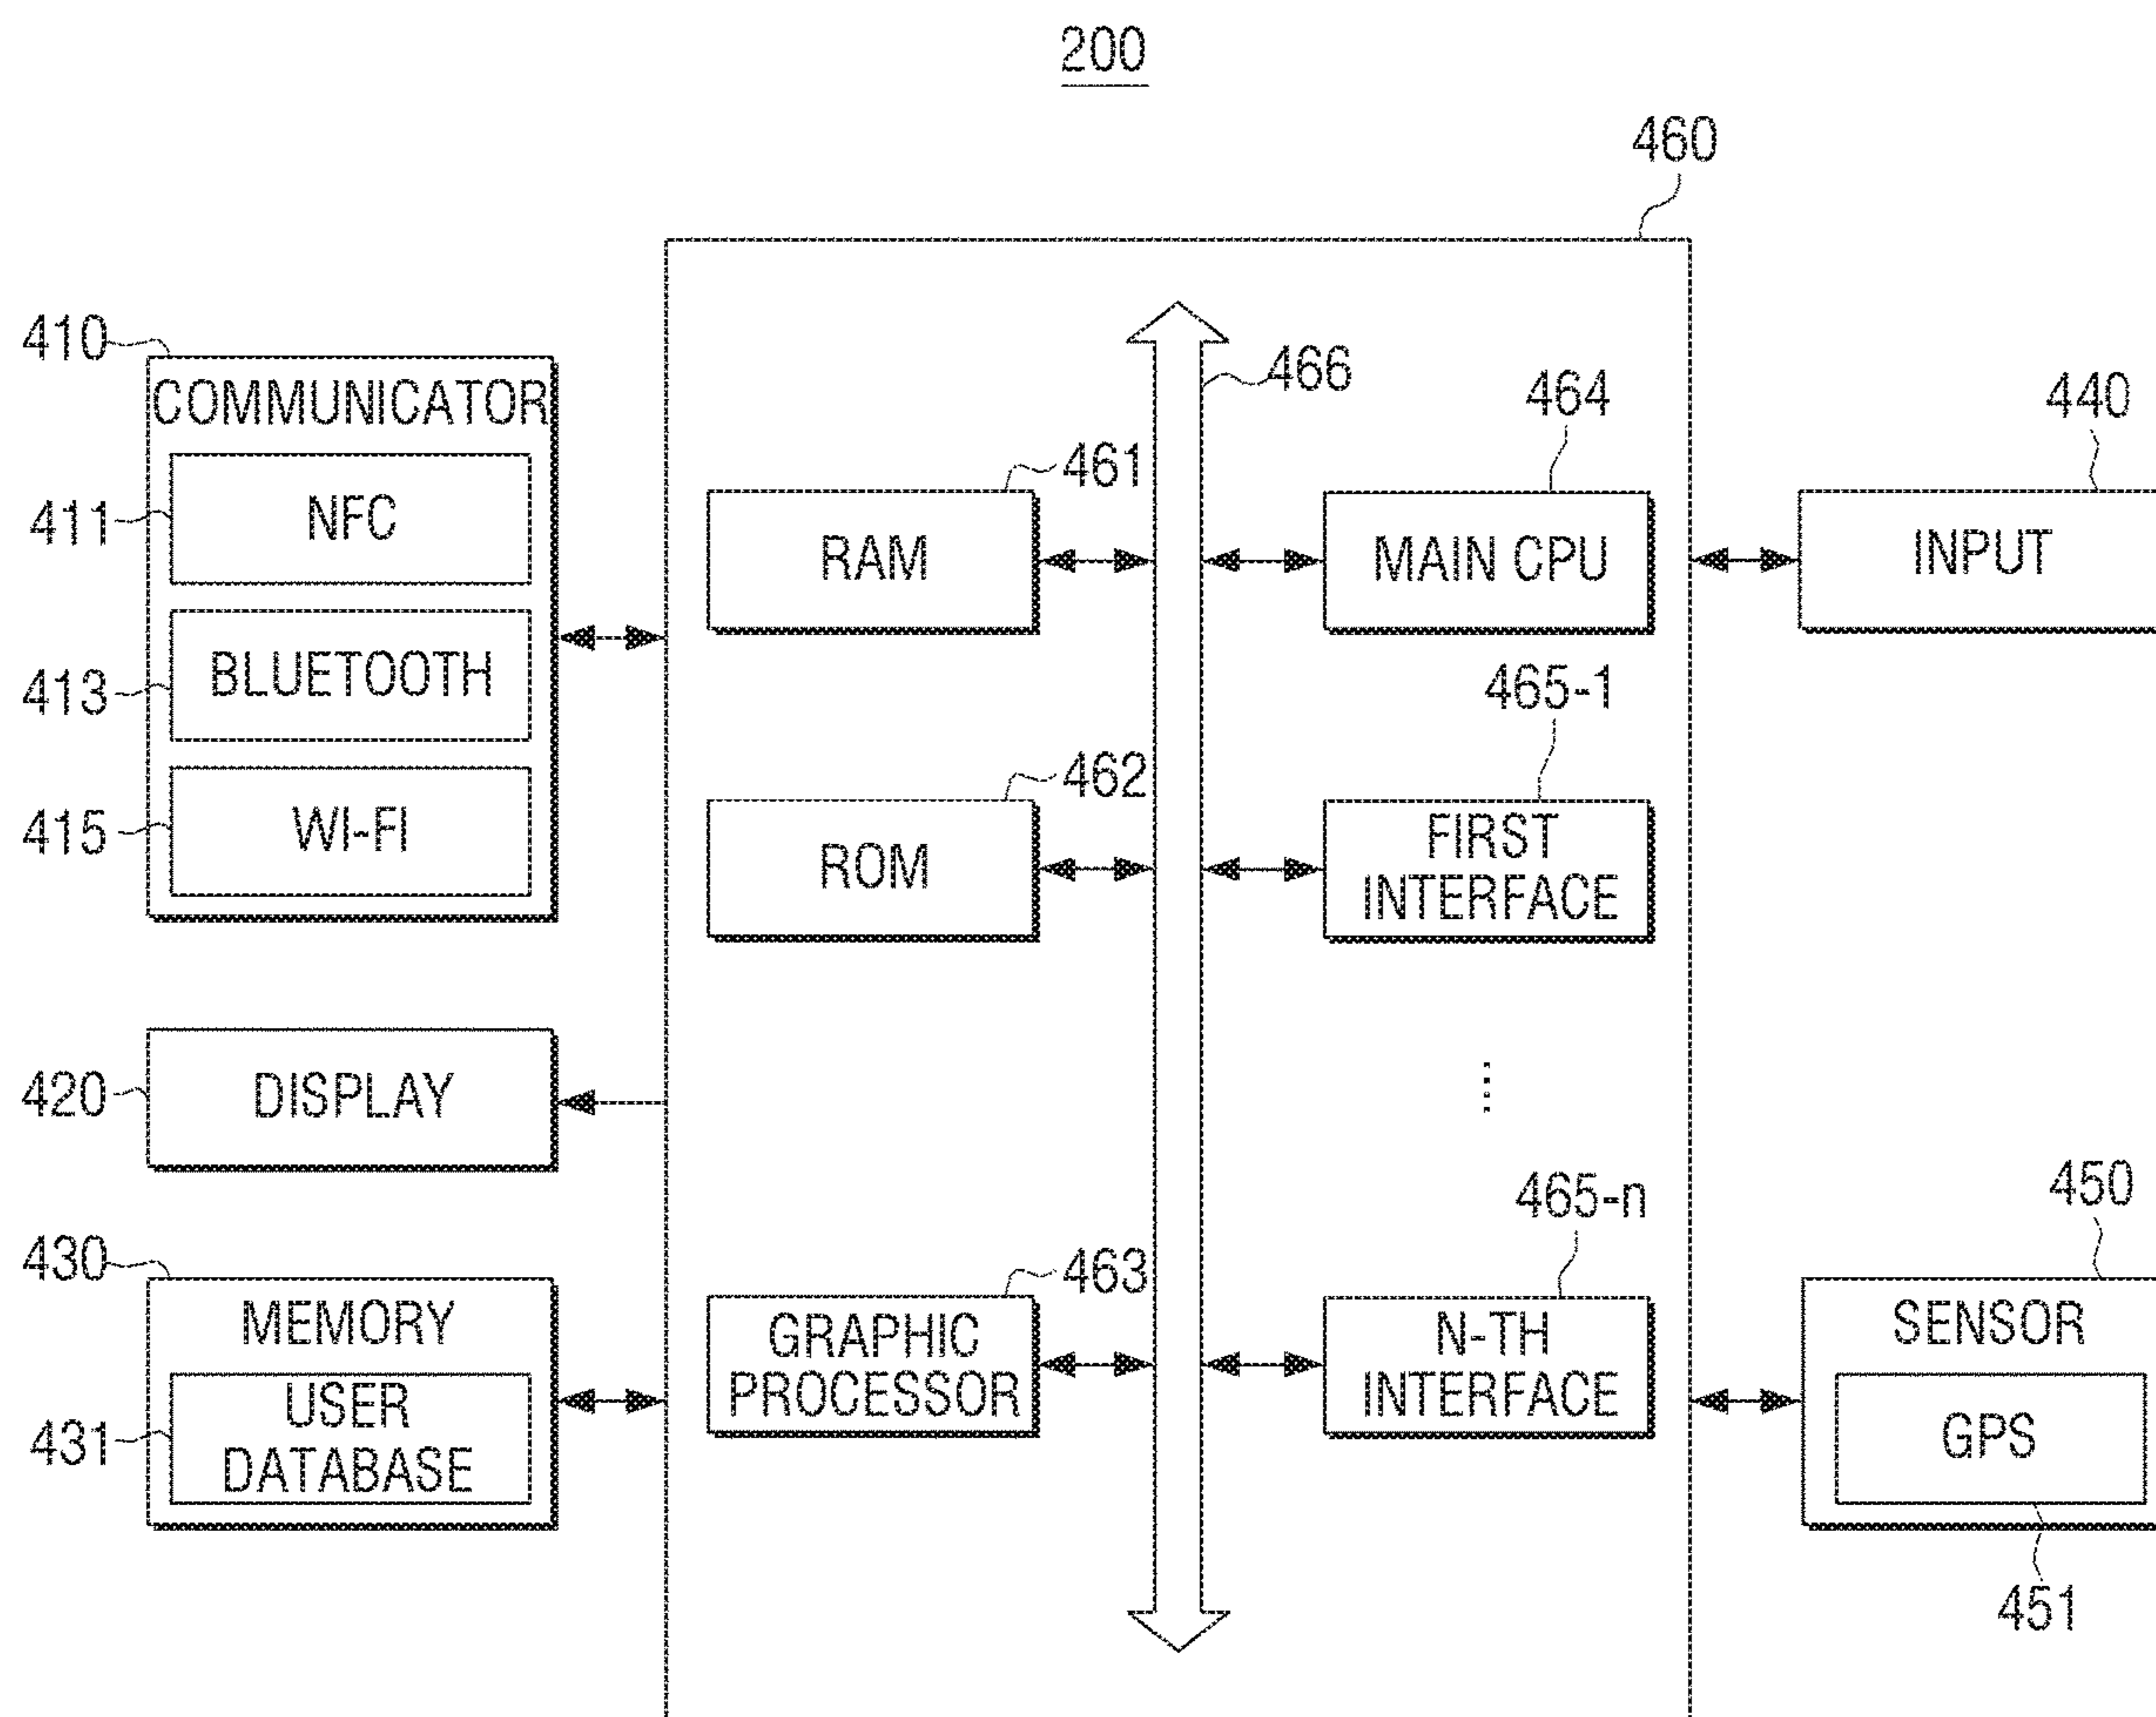 200
460
410
COMMUNICATOR
411
NFC
413
BLUETOOTH
415
WI-FI
420
DISPLAY
430
MEMORY
431
USER
DATABASE
466
461
RAM
462
ROM
463
GRAPHIC
PROCESSOR
464
MAIN CPU
465-1
FIRST
INTERFACE
⋮
465-n
N-TH
INTERFACE
440
INPUT
450
SENSOR
GPS
451